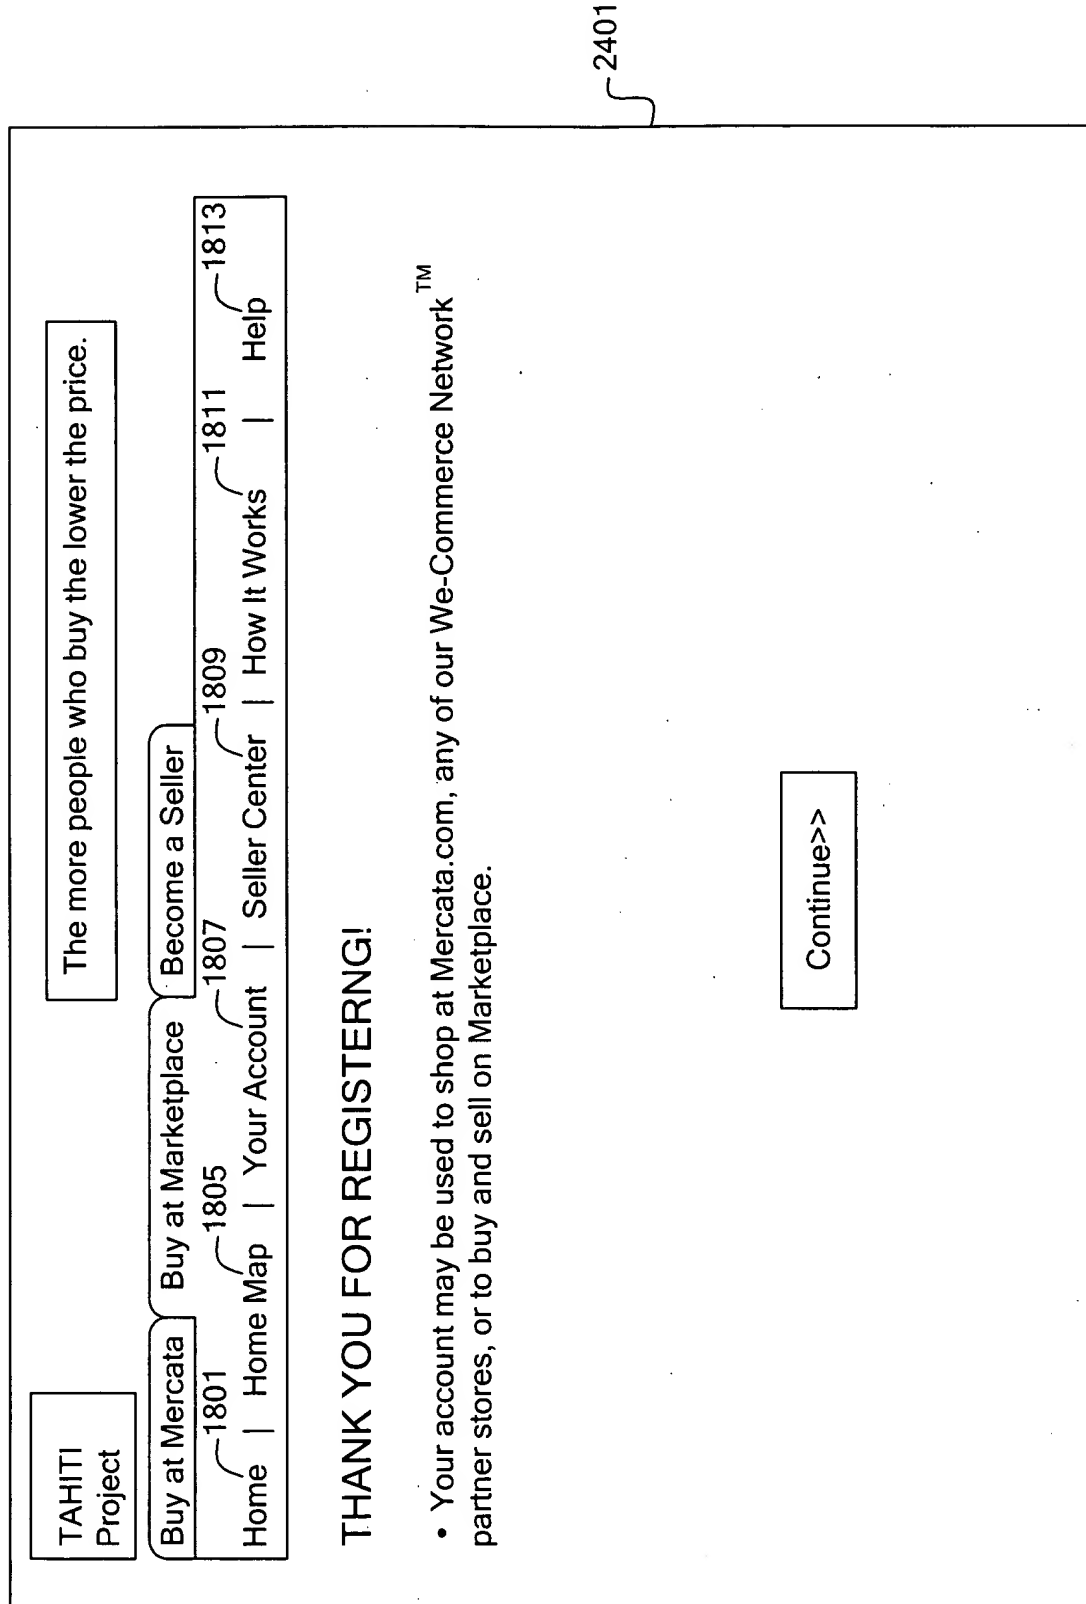 TAHITI
Project
The more people who buy the lower the price.
Buy at Mercata Buy at Marketplace Become a Seller
1801 1805 1807 1809 1811 1813
Home | Home Map | Your Account | Seller Center | How It Works | Help
THANK YOU FOR REGISTERNG!
• Your account may be used to shop at Mercata.com, any of our We-Commerce Network™
partner stores, or to buy and sell on Marketplace.
Continue>>
2401